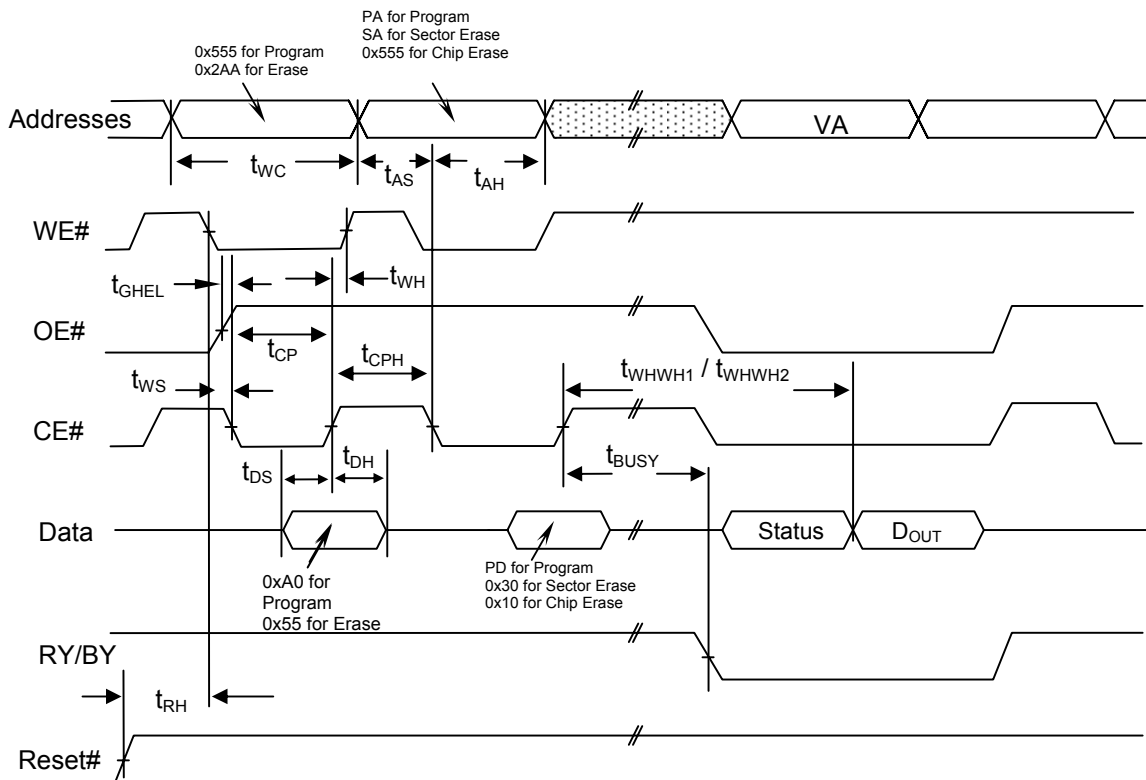 PA for Program
SA for Sector Erase
0x555 for Chip Erase
0x555 for Program
0x2AA for Erase
Addresses
VA
tWC
tAS
tAH
WE#
tGHEL
tWH
OE#
tCP
tCPH
tWS
tWHWH1 / tWHWH2
CE#
tDS
tDH
tBUSY
Data
Status
DOUT
0xA0 for
Program
0x55 for Erase
PD for Program
0x30 for Sector Erase
0x10 for Chip Erase
RY/BY
tRH
Reset#